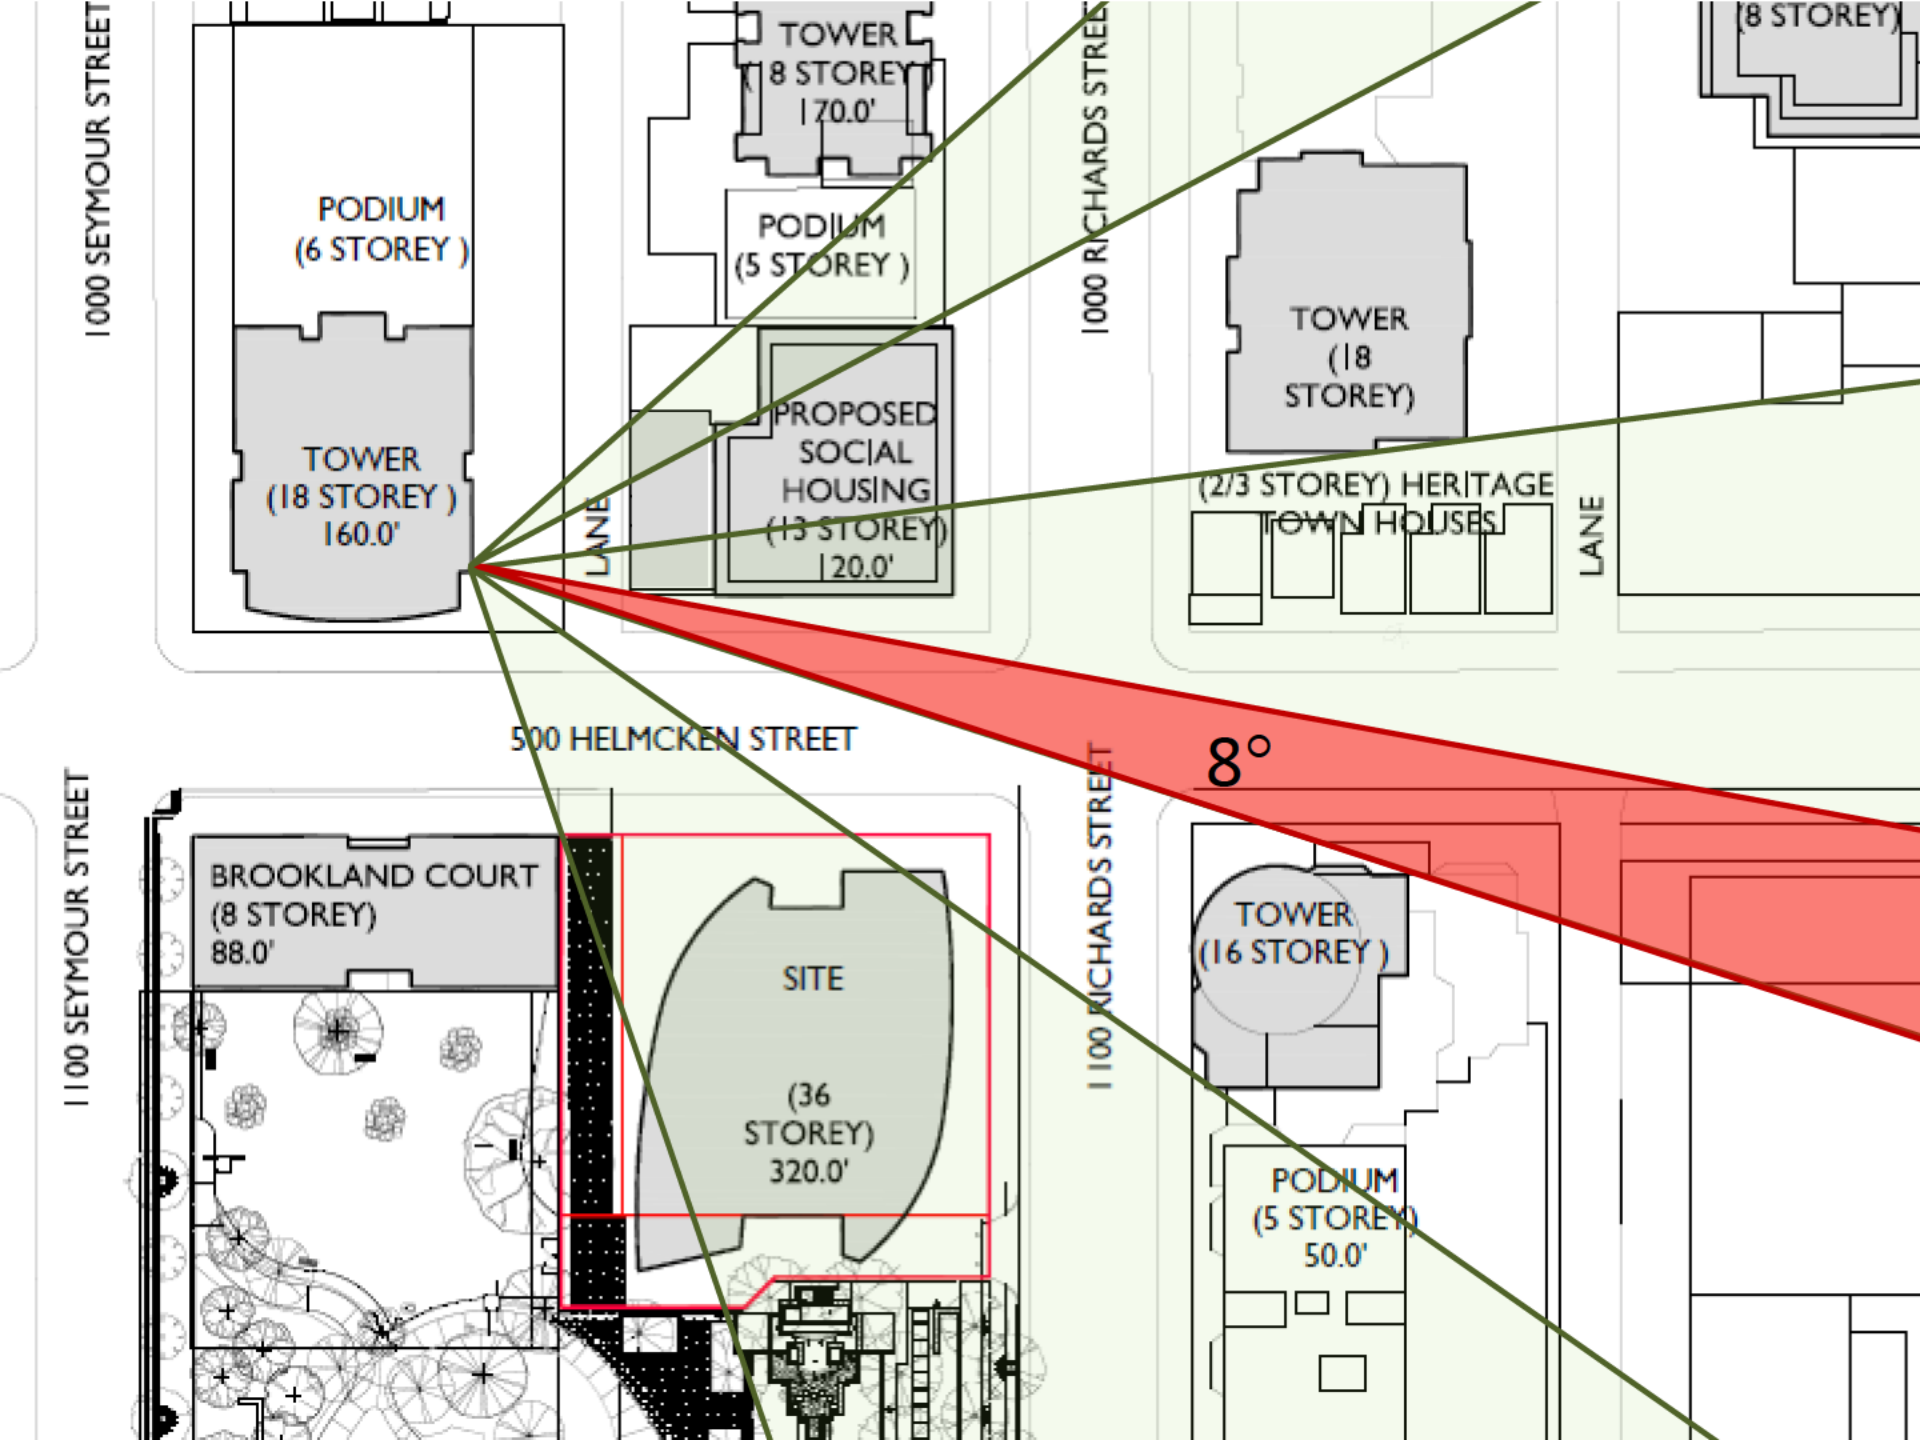 1000 SEYMOUR STREET
PODIUM
(6 STOREY )
TOWER
(18 STOREY )
160.0'
TOWER
( 8 STOREY )
170.0'
PODIUM
(5 STOREY )
LANE
PROPOSED
SOCIAL
HOUSING
(13 STOREY)
120.0'
1000 RICHARDS STREET
TOWER
(18
STOREY)
(2/3 STOREY) HERITAGE
TOWN HOUSES
LANE
(8 STOREY)
500 HELMCKEN STREET
8°
1100 SEYMOUR STREET
BROOKLAND COURT
(8 STOREY)
88.0'
SITE
(36
STOREY)
320.0'
1100 RICHARDS STREET
TOWER
(16 STOREY )
PODIUM
(5 STOREY)
50.0'